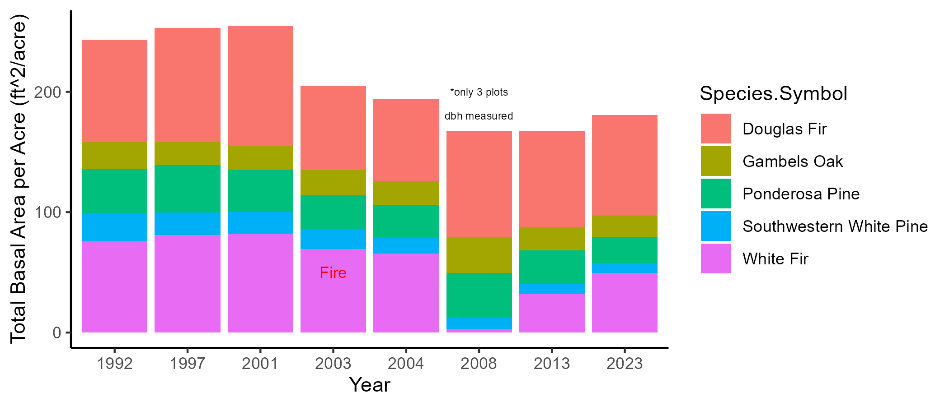 Total Basal Area per Acre (ft^2/acre)
200
100
0
*only 3 plots
dbh measured
Fire
1992 1997 2001 2003 2004 2008 2013 2023
Year
Species.Symbol
Douglas Fir
Gambels Oak
Ponderosa Pine
Southwestern White Pine
White Fir